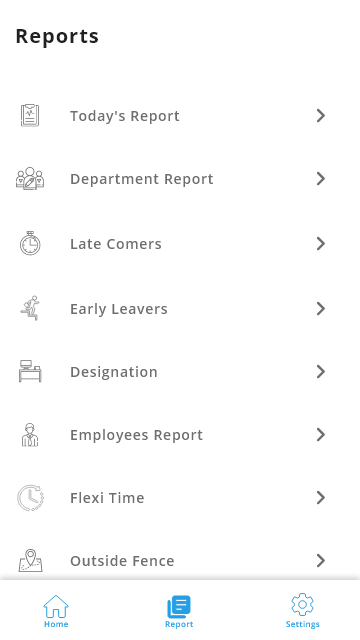 Reports
Today's Report
Department Report
Late Comers
Early Leavers
Designation
Employees Report
Flexi Time
Outside Fence
Home
Report
Settings